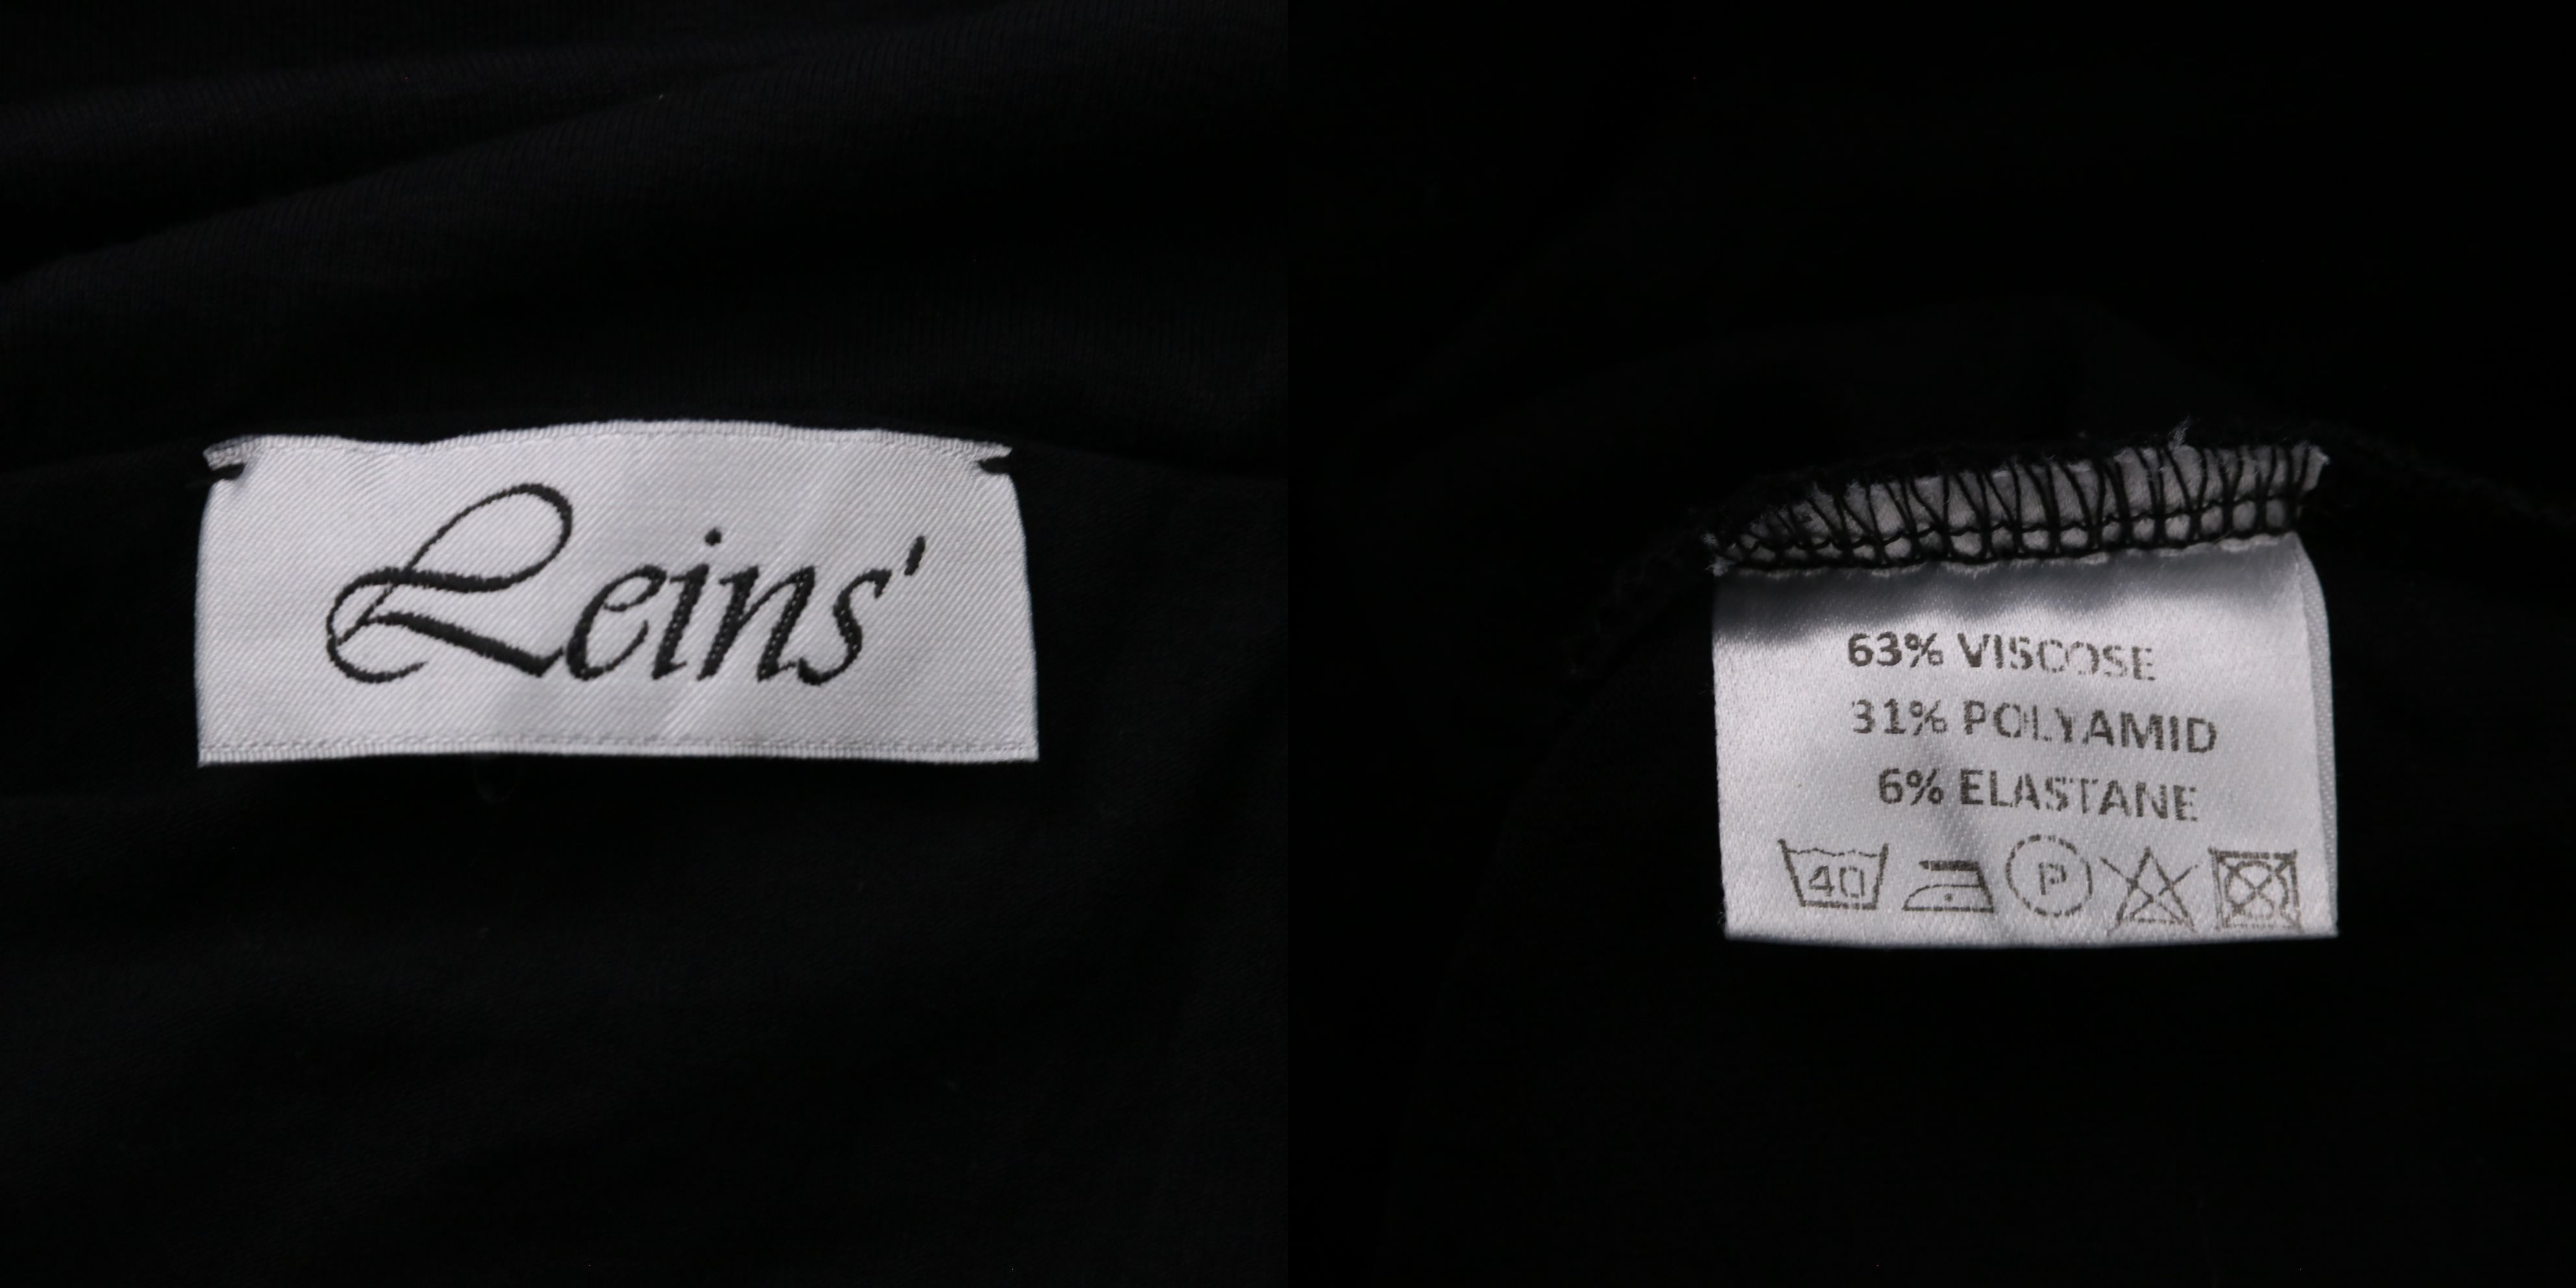 Leins'
63% VISCOSE
31% POLYAMID
6% ELASTANE
40 P